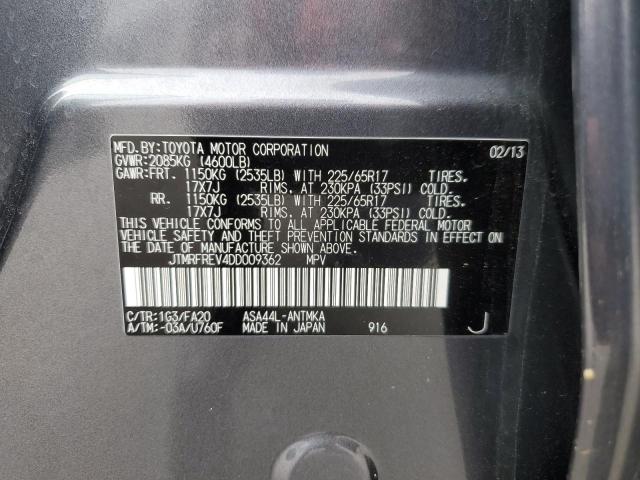 MFD.BY:TOYOTA MOTOR CORPORATION 02/13
GVWR:2085KG (4600LB)
GAWR:FRT. 1150KG (2535LB) WITH 225/65R17 TIRES.
17X7J RIMS. AT 230KPA (33PSI) COLD.
RR. 1150KG (2535LB) WITH 225/65R17 TIRES.
17X7J RIMS. AT 230KPA (33PSI) COLD.
THIS VEHICLE CONFORMS TO ALL APPLICABLE FEDERAL MOTOR
VEHICLE SAFETY AND THEFT PREVENTION STANDARDS IN EFFECT ON
THE DATE OF MANUFACTURE SHOWN ABOVE.
JTMRFREV4DD009362 MPV
C/TR:1G3/FA20 ASA44L-ANTMKA
A/TM:-03A/U760F MADE IN JAPAN 916 J